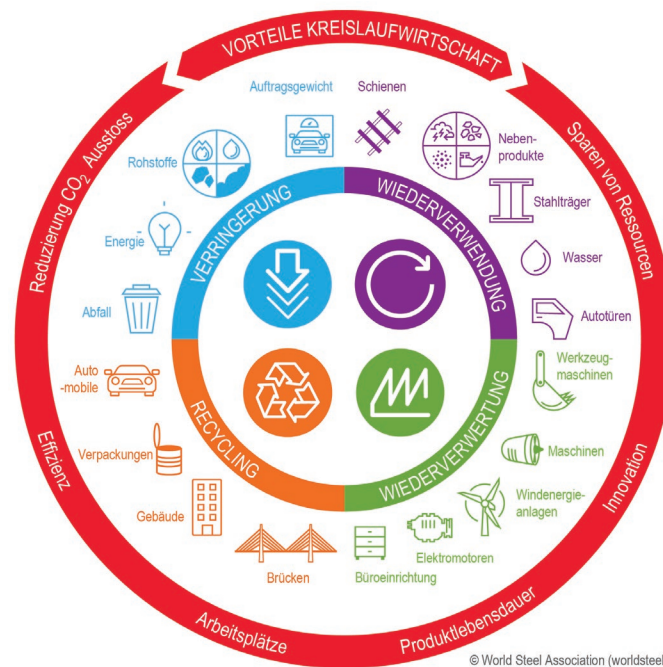 VORTEILE KREISLAUFWIRTSCHAFT
Sparen von Ressourcen
Innovation
Produktlebensdauer
Arbeitsplätze
Effizienz
Reduzierung CO₂ Ausstoss
VERRINGERUNG
Auftragsgewicht
Rohstoffe
Energie
Abfall
WIEDERVERWENDUNG
Schienen
Neben-
produkte
Stahlträger
Wasser
Autotüren
WIEDERVERWERTUNG
Werkzeug-
maschinen
Maschinen
Windenergie-
anlagen
Elektromotoren
Büroeinrichtung
RECYCLING
Auto
-mobile
Verpackungen
Gebäude
Brücken
© World Steel Association (worldsteel